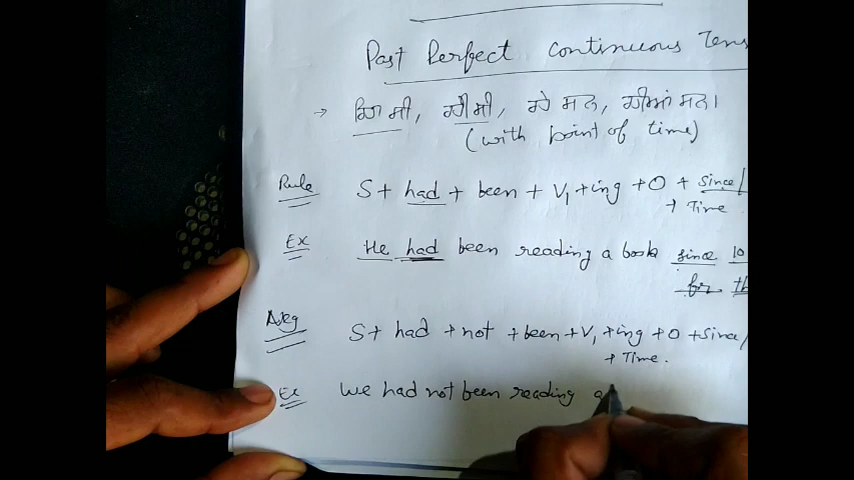 Past Perfect continuous Tens
→ ਰਿਹਾ ਸੀ, ਰਹੀ ਸੀ, ਰਹੇ ਸਨ, ਰਹੀਆਂ ਸਨ।
(with point of time)
Rule S + had + been + V₁ + ing + O + Since/
+ Time
Ex He had been reading a book since 10
for th
Neg S + had + not + been + V₁ + ing + O + Since/
+ Time.
Ex We had not been reading a